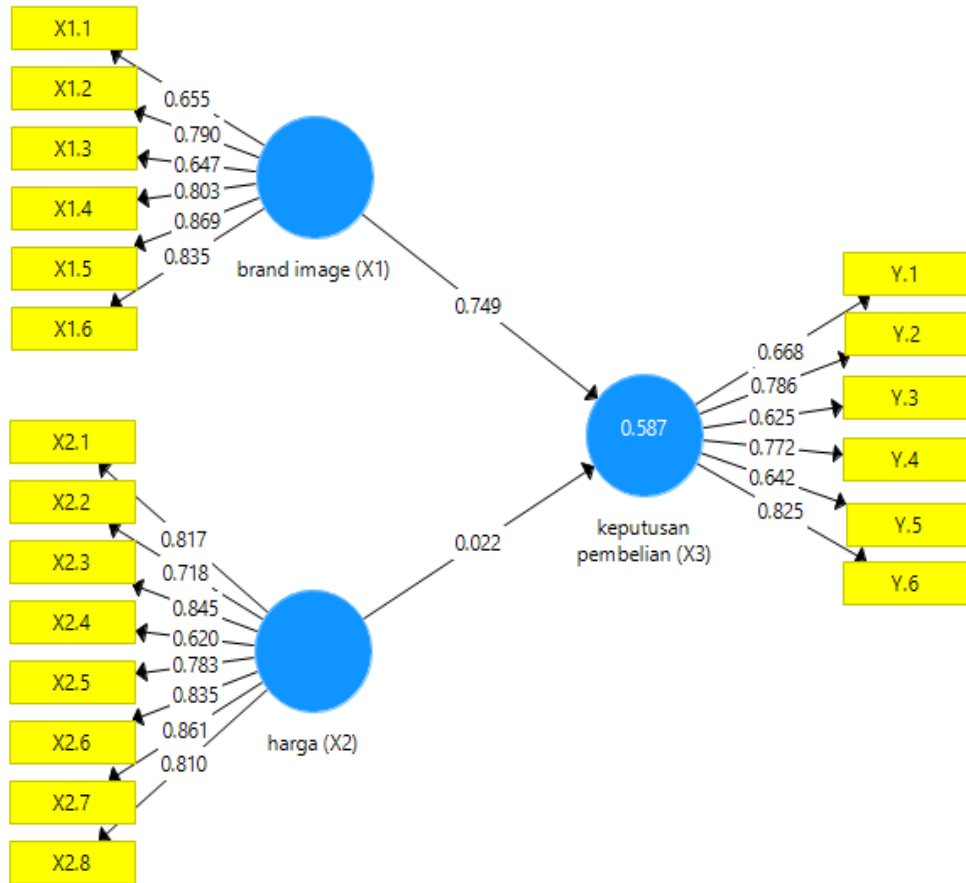 X1.1
X1.2
X1.3
X1.4
X1.5
X1.6
0.655
0.790
0.647
0.803
0.869
0.835
brand image (X1)
0.749
X2.1
X2.2
X2.3
X2.4
X2.5
X2.6
X2.7
X2.8
0.817
0.718
0.845
0.620
0.783
0.835
0.861
0.810
harga (X2)
0.022
0.587
keputusan
pembelian (X3)
0.668
0.786
0.625
0.772
0.642
0.825
Y.1
Y.2
Y.3
Y.4
Y.5
Y.6